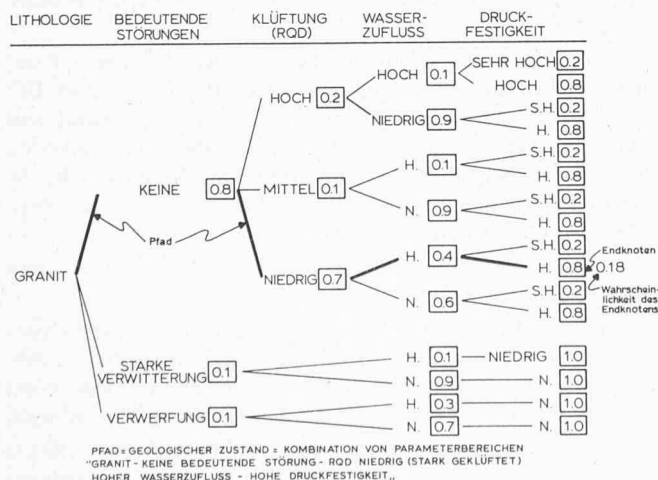 LITHOLOGIE BEDEUTENDE STÖRUNGEN KLÜFTUNG (RQD) WASSER-ZUFLUSS DRUCK-FESTIGKEIT
HOCH 0.1 SEHR HOCH 0.2
HOCH 0.8
HOCH 0.2
NIEDRIG 0.9 S.H. 0.2
H. 0.8
H. 0.1 S.H. 0.2
H. 0.8
KEINE 0.8 MITTEL 0.1
N. 0.9 S.H. 0.2
H. 0.8
Pfad
H. 0.4 S.H. 0.2
H. 0.8 0.18
Endknoten
GRANIT NIEDRIG 0.7
N. 0.6 S.H. 0.2
H. 0.8
Wahrschein-
lichkeit des
Endknotens
STARKE
VERWITTERUNG 0.1
H. 0.1 NIEDRIG 1.0
N. 0.9 N. 1.0
VERWERFUNG 0.1
H. 0.3 N. 1.0
N. 0.7 N. 1.0
PFAD = GEOLOGISCHER ZUSTAND = KOMBINATION VON PARAMETERBEREICHEN
"GRANIT - KEINE BEDEUTENDE STÖRUNG - RQD NIEDRIG (STARK GEKLÜFTET)
HOHER WASSERZUFLUSS - HOHE DRUCKFESTIGKEIT„